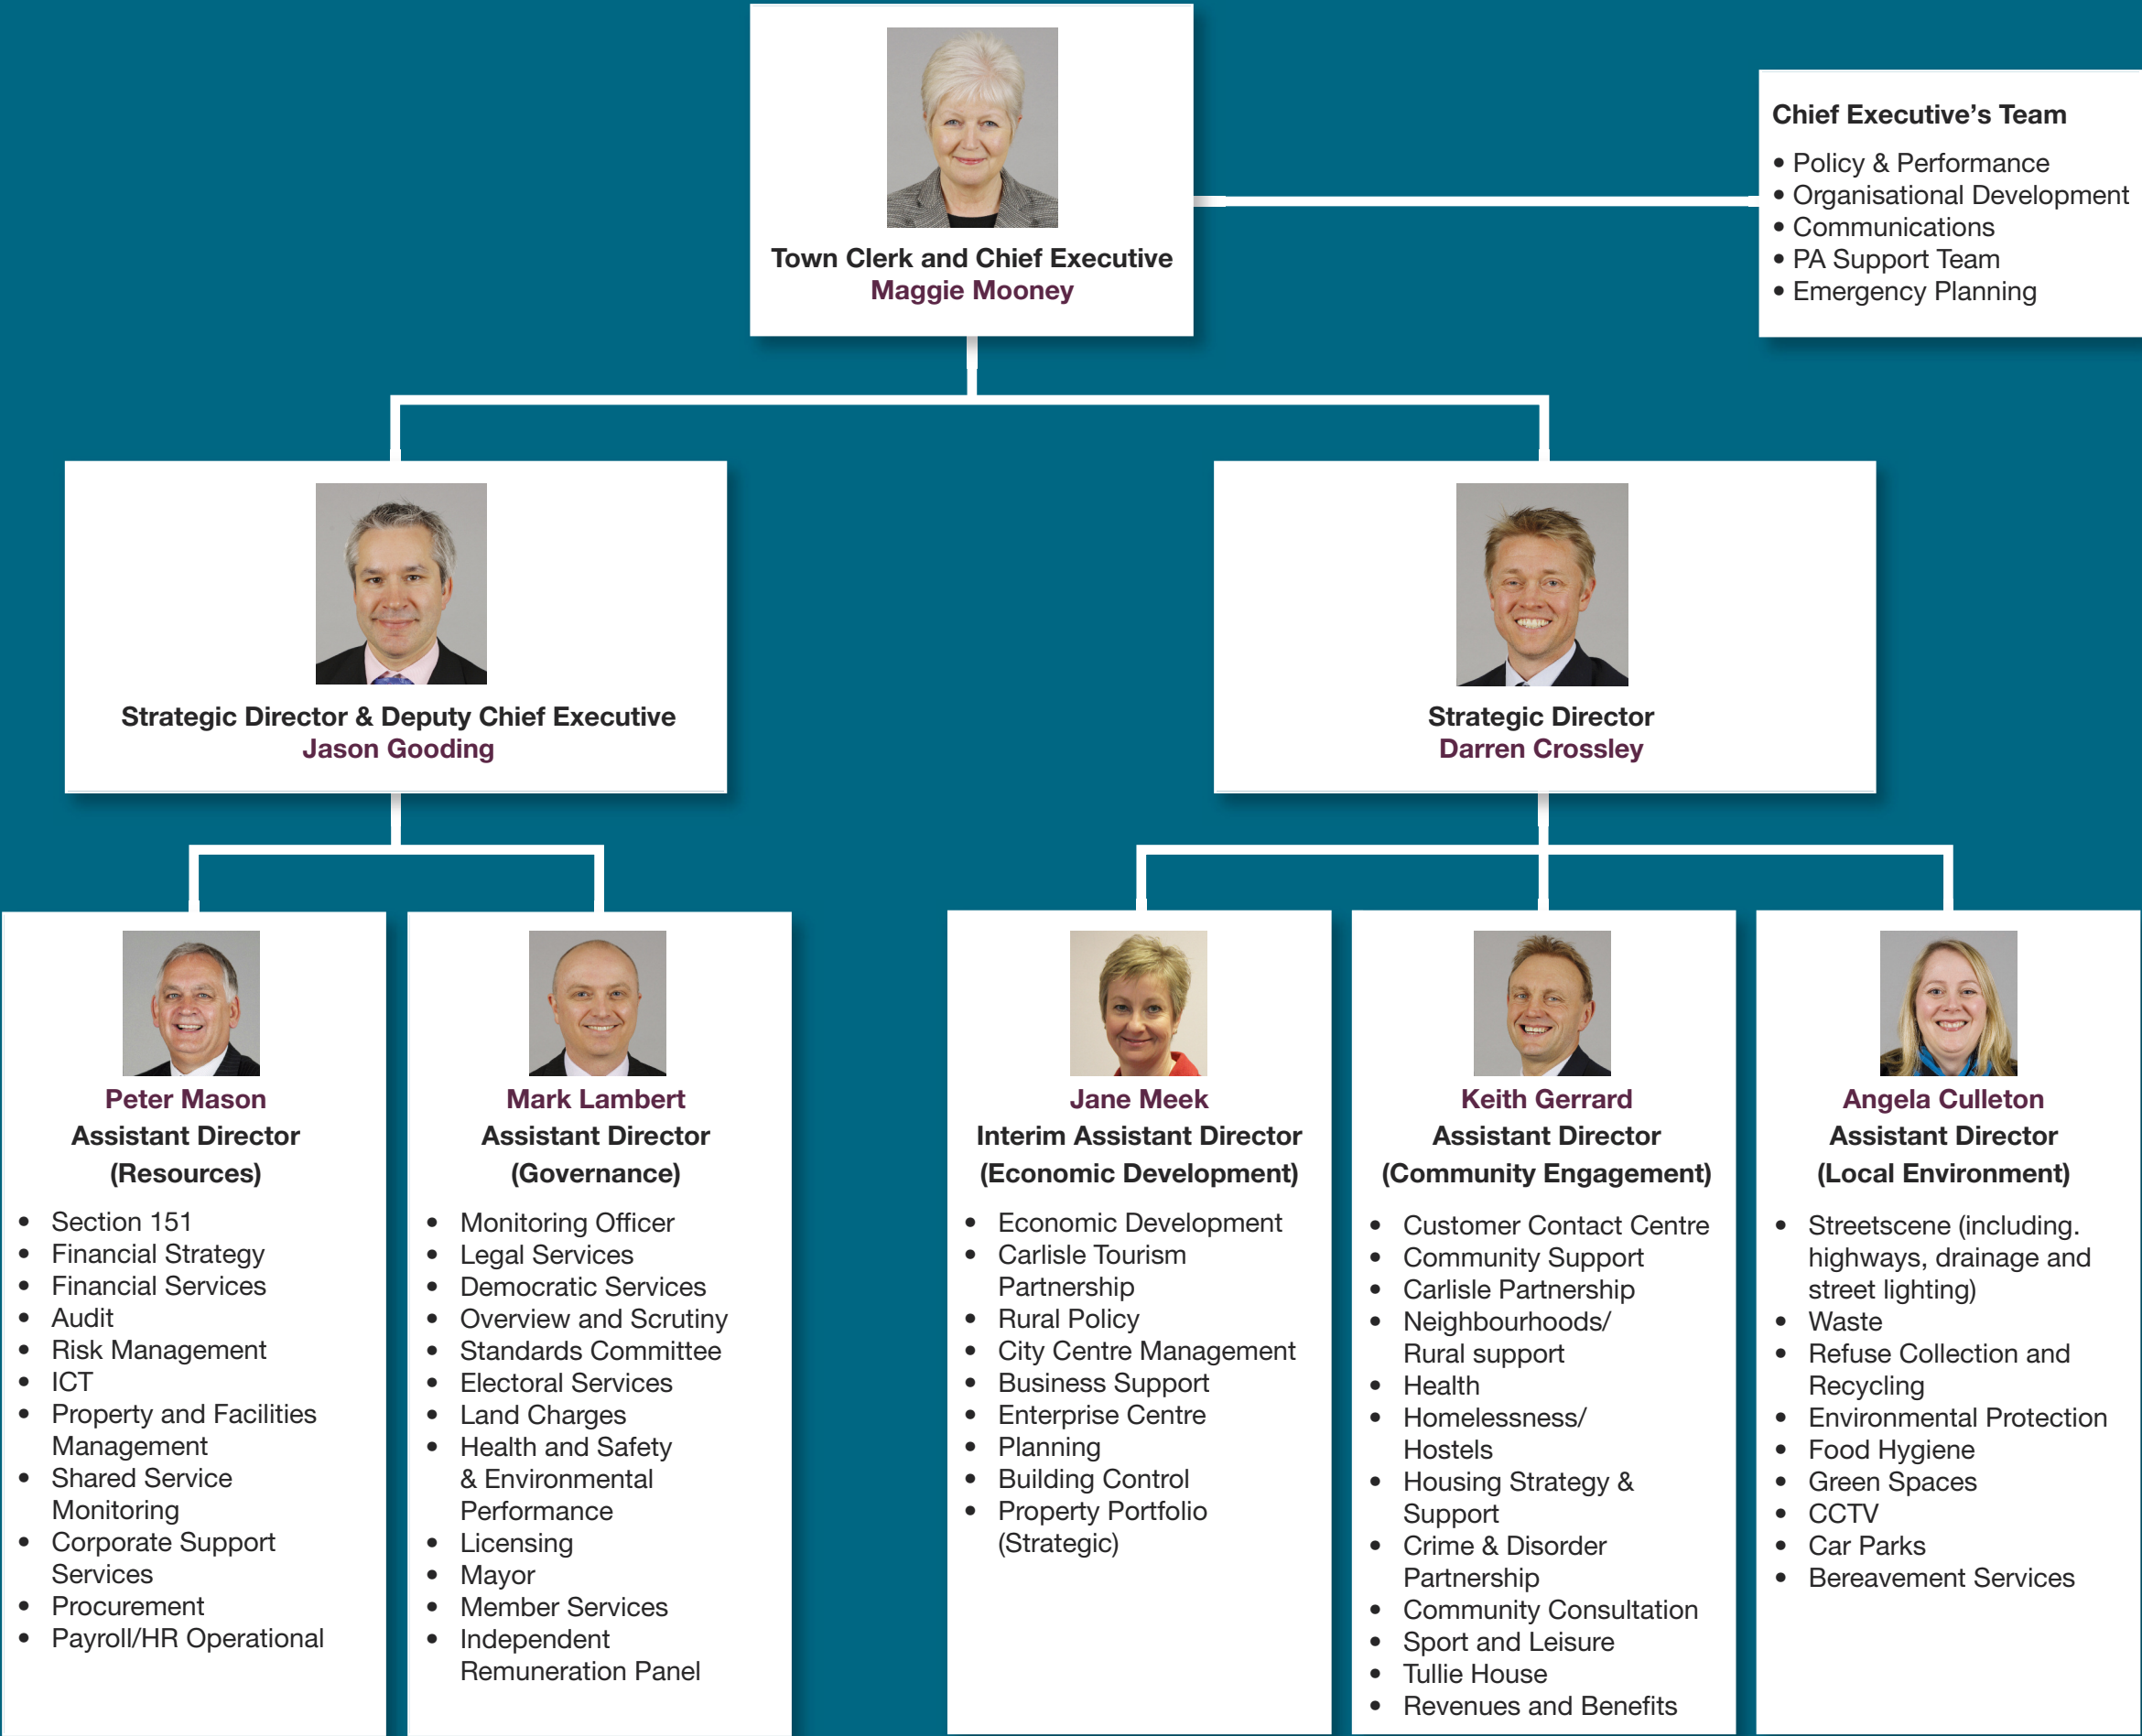 Town Clerk and Chief Executive
Maggie Mooney
Chief Executive's Team
• Policy & Performance
• Organisational Development
• Communications
• PA Support Team
• Emergency Planning
Strategic Director & Deputy Chief Executive
Jason Gooding
Strategic Director
Darren Crossley
Peter Mason
Assistant Director
(Resources)
• Section 151
• Financial Strategy
• Financial Services
• Audit
• Risk Management
• ICT
• Property and Facilities
Management
• Shared Service
Monitoring
• Corporate Support
Services
• Procurement
• Payroll/HR Operational
Mark Lambert
Assistant Director
(Governance)
• Monitoring Officer
• Legal Services
• Democratic Services
• Overview and Scrutiny
• Standards Committee
• Electoral Services
• Land Charges
• Health and Safety
& Environmental
Performance
• Licensing
• Mayor
• Member Services
• Independent
Remuneration Panel
Jane Meek
Interim Assistant Director
(Economic Development)
• Economic Development
• Carlisle Tourism
Partnership
• Rural Policy
• City Centre Management
• Business Support
• Enterprise Centre
• Planning
• Building Control
• Property Portfolio
(Strategic)
Keith Gerrard
Assistant Director
(Community Engagement)
• Customer Contact Centre
• Community Support
• Carlisle Partnership
• Neighbourhoods/
Rural support
• Health
• Homelessness/
Hostels
• Housing Strategy &
Support
• Crime & Disorder
Partnership
• Community Consultation
• Sport and Leisure
• Tullie House
• Revenues and Benefits
Angela Culleton
Assistant Director
(Local Environment)
• Streetscene (including.
highways, drainage and
street lighting)
• Waste
• Refuse Collection and
Recycling
• Environmental Protection
• Food Hygiene
• Green Spaces
• CCTV
• Car Parks
• Bereavement Services